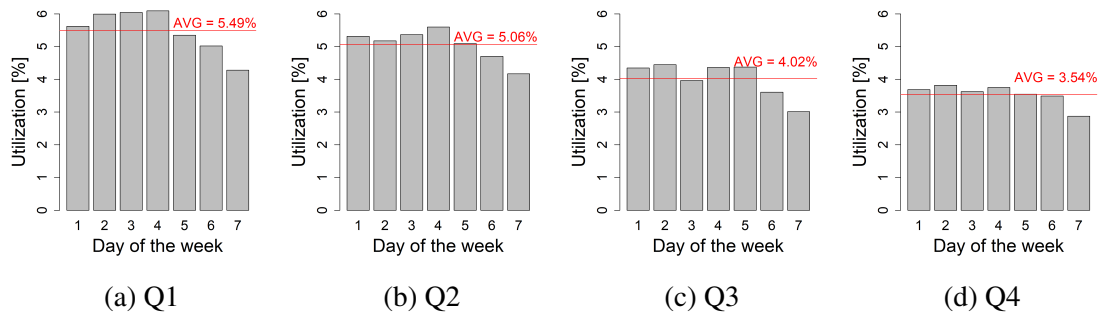 Utilization [%]
0 1 2 3 4 5 6
AVG = 5.49%
1 2 3 4 5 6 7
Day of the week
(a) Q1
Utilization [%]
0 1 2 3 4 5 6
AVG = 5.06%
1 2 3 4 5 6 7
Day of the week
(b) Q2
Utilization [%]
0 1 2 3 4 5 6
AVG = 4.02%
1 2 3 4 5 6 7
Day of the week
(c) Q3
Utilization [%]
0 1 2 3 4 5 6
AVG = 3.54%
1 2 3 4 5 6 7
Day of the week
(d) Q4